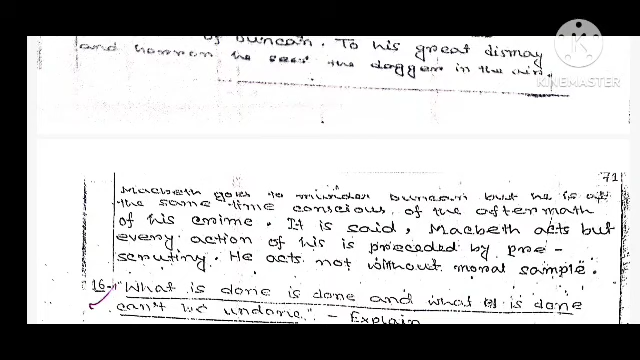 of Duncan. To his great dismay
and horror he sees the dagger in the air.
KINEMASTER
71
Macbeth goes to murder Duncan but he is at
the same time conscious of the aftermath
of his crime. It is said, Macbeth acts but
every action of his is preceded by pre-
scrutiny. He acts not without moral sample.
16- "What is done is done and what is done
can't be undone." - Explain